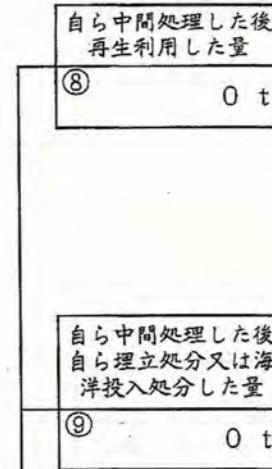 自ら中間処理した後
再生利用した量
⑧
0 t
自ら中間処理した後
自ら埋立処分又は海
洋投入処分した量
⑨
0 t